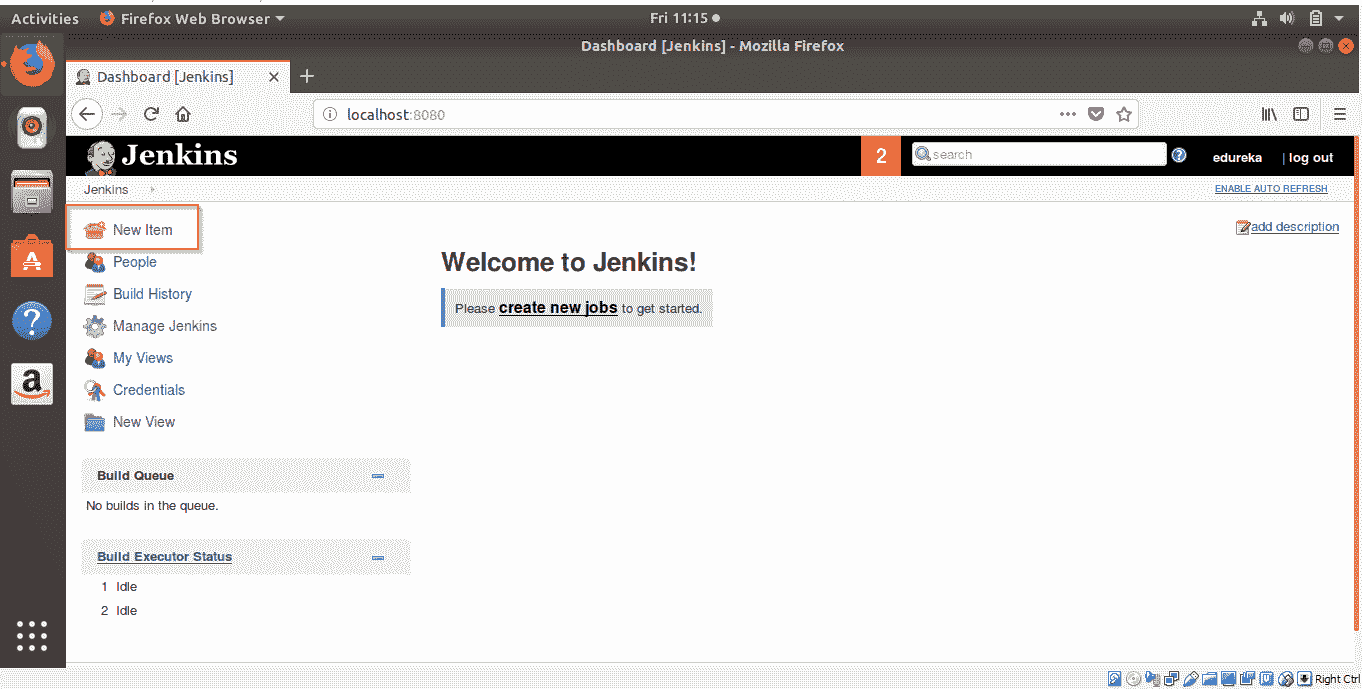 Activities Firefox Web Browser Fri 11:15
Dashboard [Jenkins] - Mozilla Firefox
Dashboard [Jenkins]
localhost:8080
Jenkins 2 search edureka | log out
Jenkins ENABLE AUTO REFRESH
New Item
add description
People
Welcome to Jenkins!
Build History
Please create new jobs to get started.
Manage Jenkins
My Views
Credentials
New View
Build Queue
No builds in the queue.
Build Executor Status
1 Idle
2 Idle
Right Ctrl